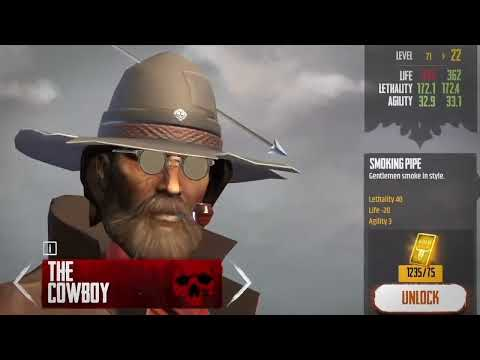 LEVEL 71 22
LIFE 362
LETHALITY 172.1 172.4
AGILITY 32.9 33.1
SMOKING PIPE
Gentlemen smoke in style.
Lethality 40
Life -20
Agility 3
1235/75
UNLOCK
THE
COWBOY